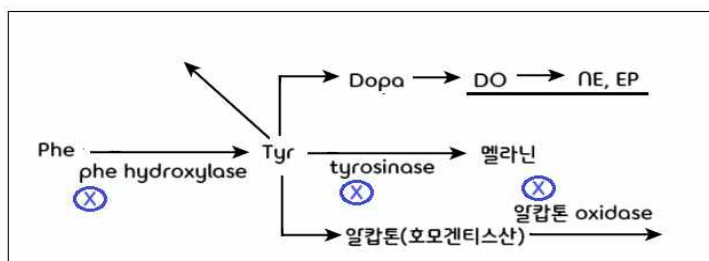 Dopa DO NE, EP
Phe Tyr 멜라닌
phe hydroxylase tyrosinase
X X X
알캅톤 oxidase
알캅톤(호모겐티스산)